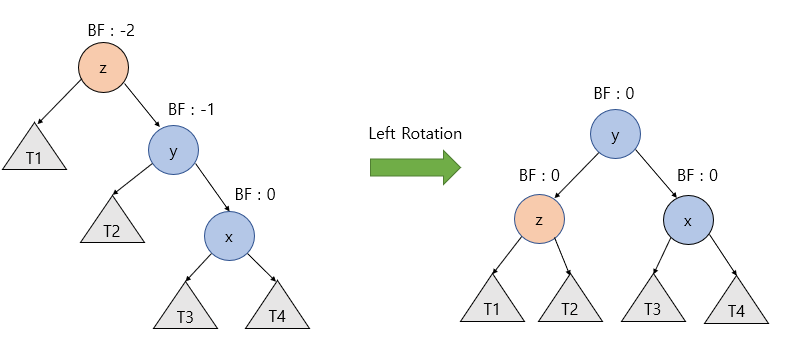 BF : -2
z
BF : -1
T1
y
T2
BF : 0
x
T3
T4
Left Rotation
BF : 0
y
BF : 0
BF : 0
z
x
T1
T2
T3
T4